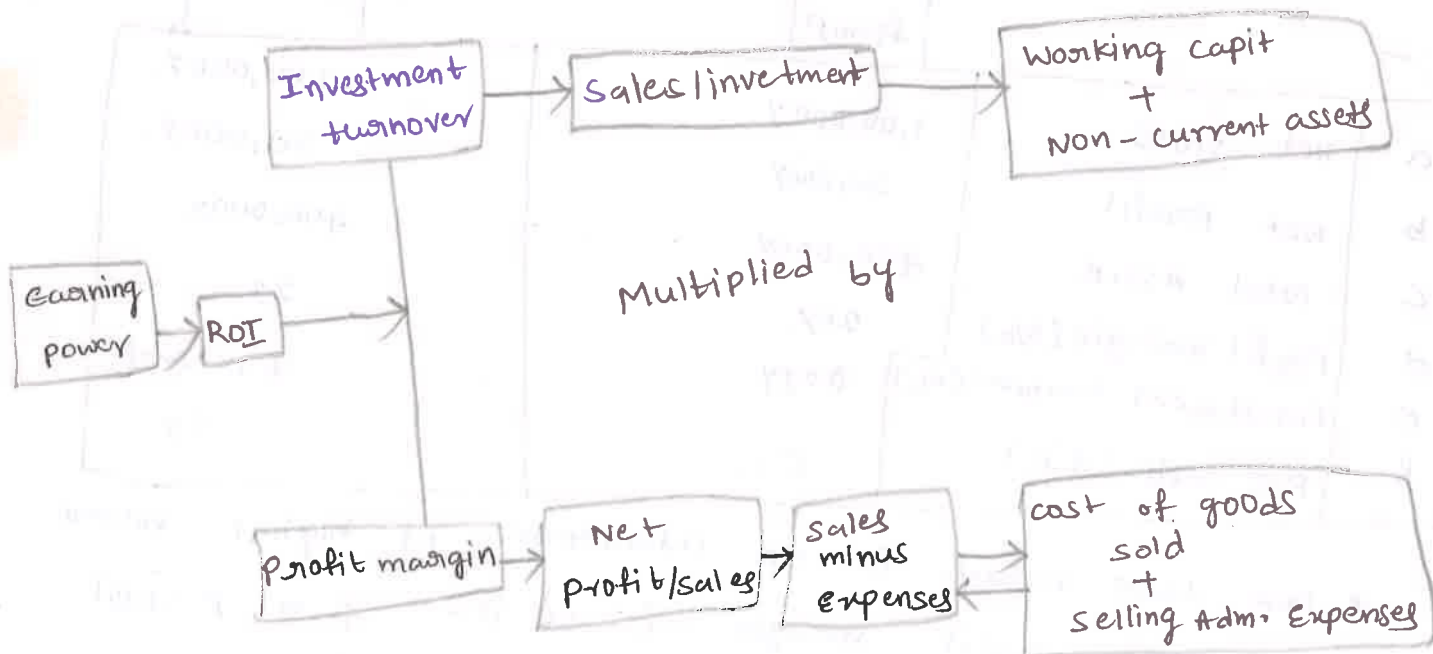 Investment
turnover
Sales/invetment
Working capit
+
Non-current assets
Earning
power
ROI
Multiplied by
Profit margin
Net
profit/sales
Sales
minus
Expenses
cost of goods
sold
+
Selling Adm. Expenses